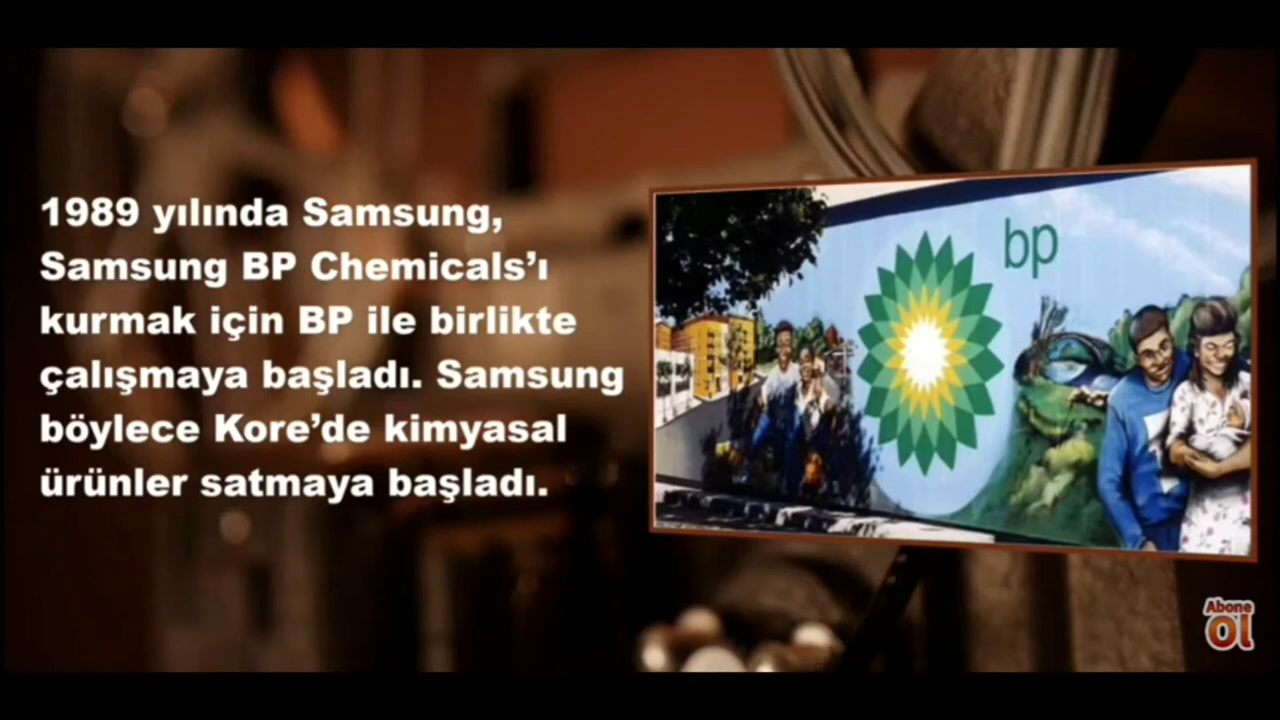 1989 yılında Samsung,
Samsung BP Chemicals’ı
kurmak için BP ile birlikte
çalışmaya başladı. Samsung
böylece Kore’de kimyasal
ürünler satmaya başladı.
bp
Abone
Ol